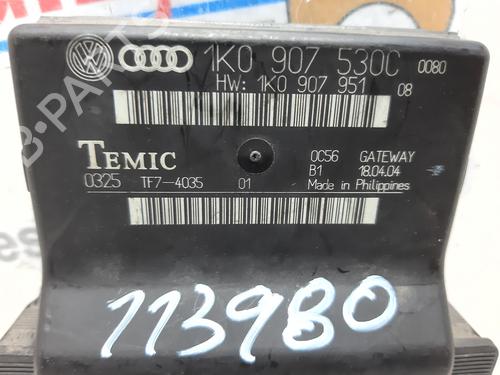 1K0 907 530C 0080
HW: 1K0 907 951 08
TEMIC
0C56 GATEWAY
0325 TF7-4035 01 B1 18.04.04
Made in Philippines
113980